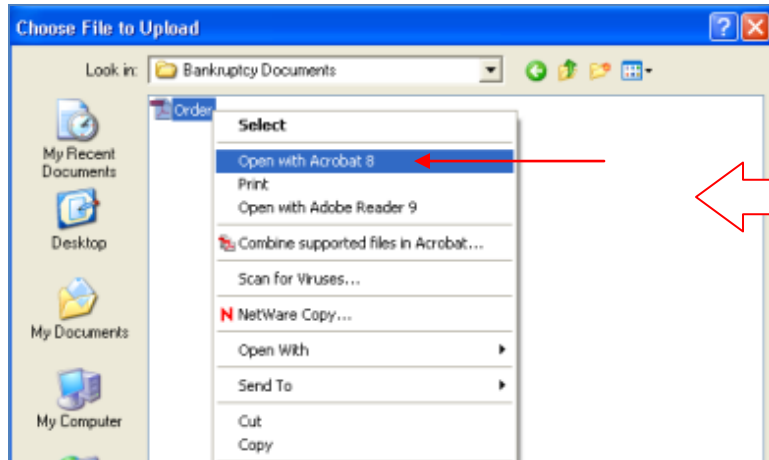 Choose File to Upload
Look in: Bankruptcy Documents
Order
My Recent
Documents
Desktop
My Documents
My Computer
Select
Open with Acrobat 8
Print
Open with Adobe Reader 9
Combine supported files in Acrobat...
Scan for Viruses...
N NetWare Copy...
Open With
Send To
Cut
Copy